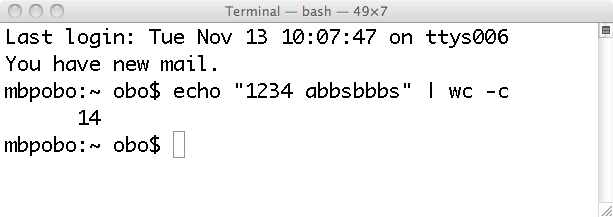 Terminal — bash — 49×7
Last login: Tue Nov 13 10:07:47 on ttys006
You have new mail.
mbpobo:~ obo$ echo "1234 abbsbbbs" | wc -c
      14
mbpobo:~ obo$